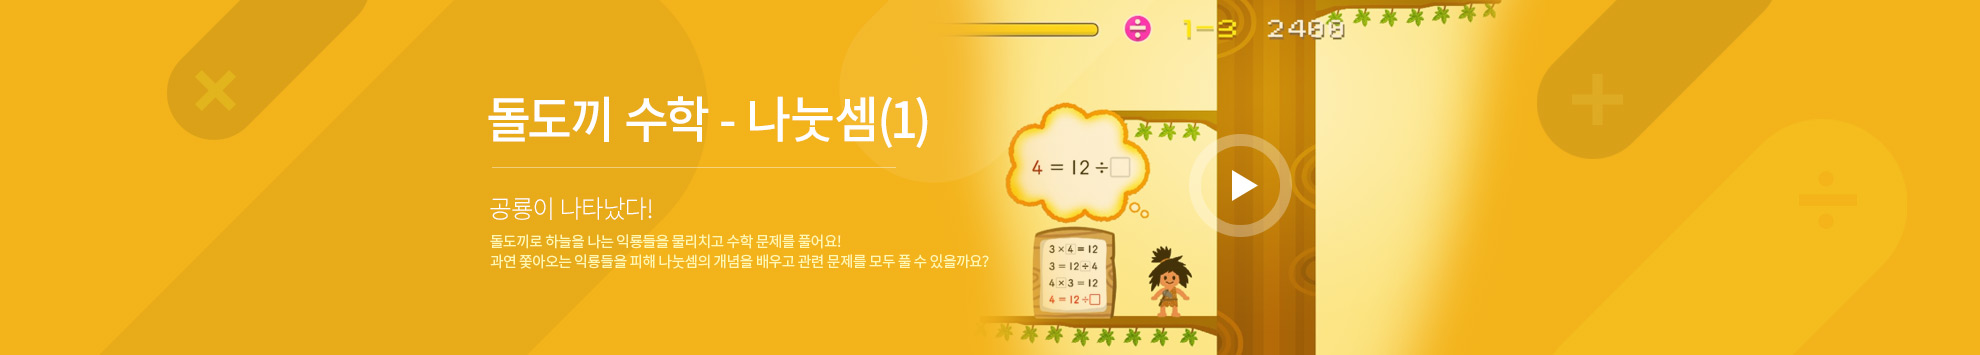 ÷ 1-3 2400
돌도끼 수학 - 나눗셈(1)
공룡이 나타났다!
돌도끼로 하늘을 나는 익룡들을 물리치고 수학 문제를 풀어요!
과연 쫓아오는 익룡들을 피해 나눗셈의 개념을 배우고 관련 문제를 모두 풀 수 있을까요?
4 = 12 ÷ □
3 × 4 = 12
3 = 12 ÷ 4
4 × 3 = 12
4 = 12 ÷ □
×
+
÷